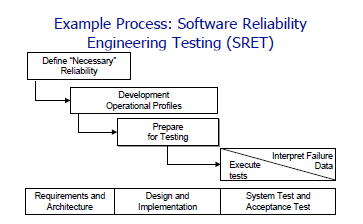 Example Process: Software Reliability
Engineering Testing (SRET)
Define “Necessary”
Reliability
Development
Operational Profiles
Prepare
for Testing
Interpret Failure
Data
Execute
tests
Requirements and
Architecture
Design and
Implementation
System Test and
Acceptance Test